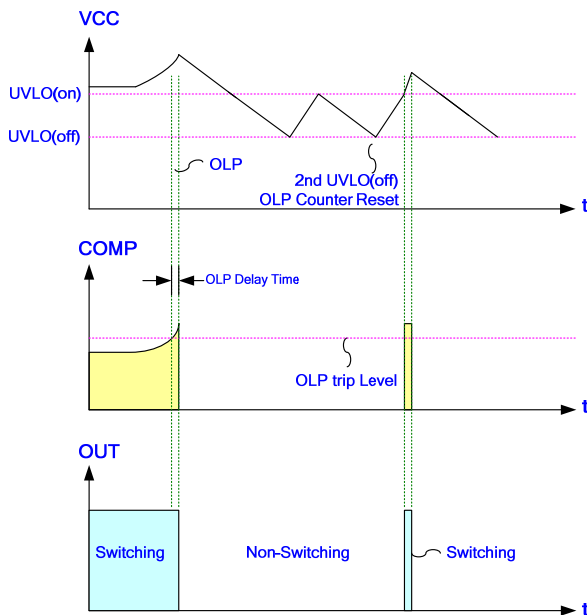 VCC
UVLO(on)
UVLO(off)
OLP
2nd UVLO(off)
OLP Counter Reset
t
COMP
OLP Delay Time
OLP trip Level
t
OUT
Switching
Non-Switching
Switching
t